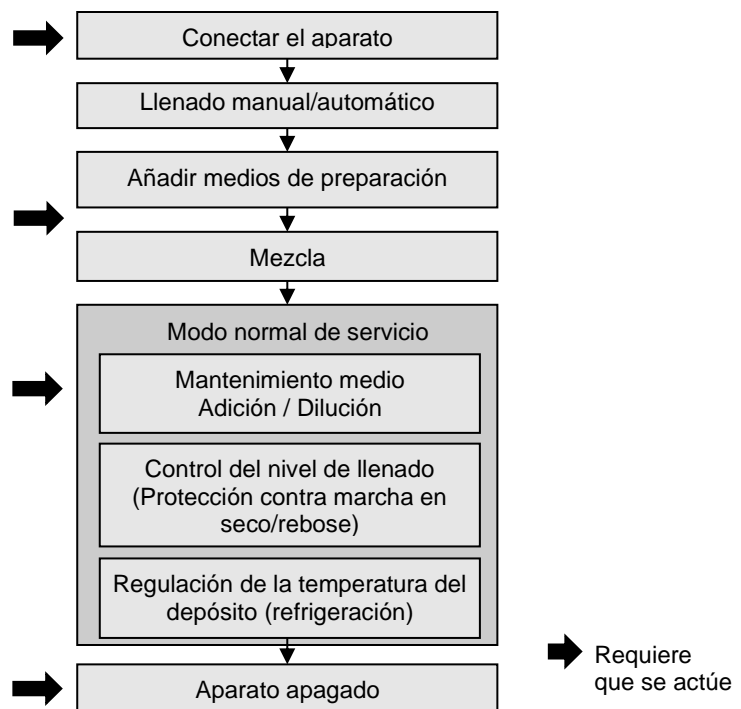 Conectar el aparato
Llenado manual/automático
Añadir medios de preparación
Mezcla
Modo normal de servicio
Mantenimiento medio
Adición / Dilución
Control del nivel de llenado
(Protección contra marcha en
seco/rebose)
Regulación de la temperatura del
depósito (refrigeración)
Aparato apagado
Requiere
que se actúe